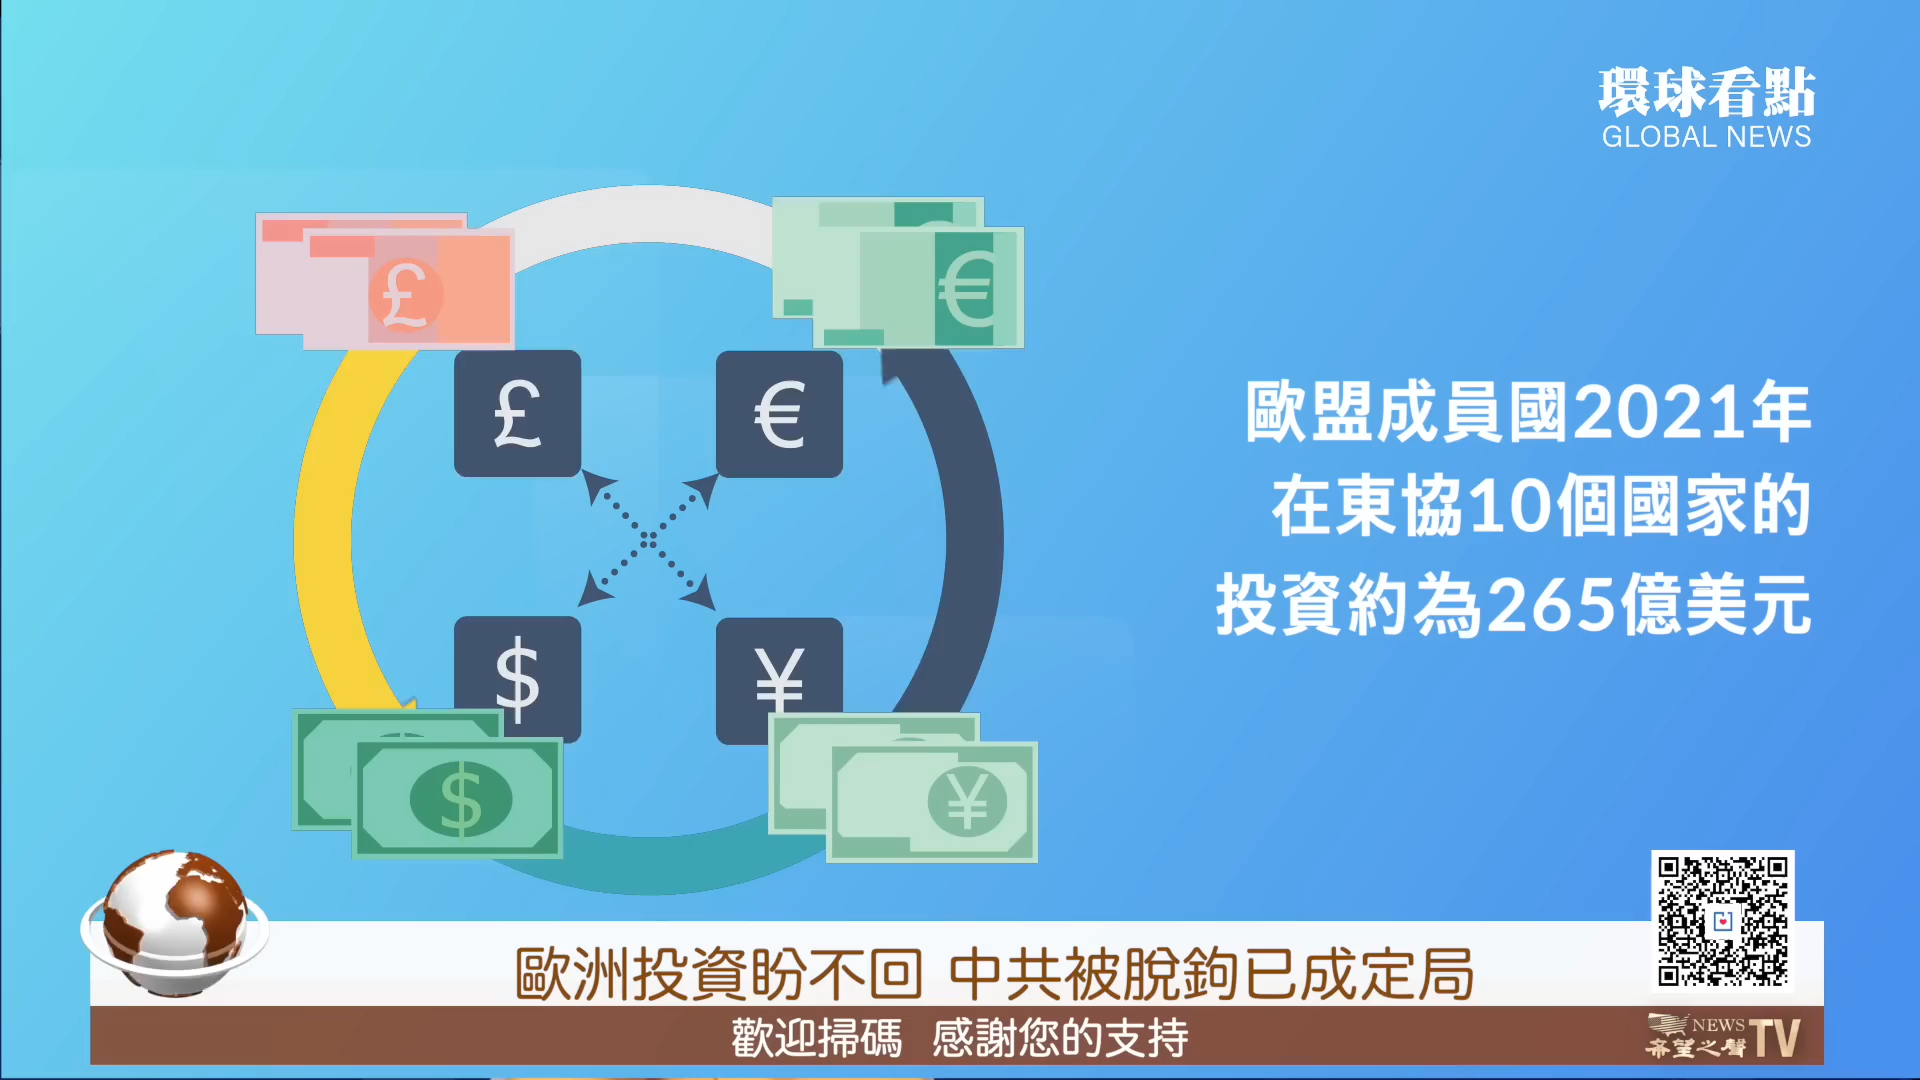 環球看點
GLOBAL NEWS
£
€
£
€
歐盟成員國2021年
在東協10個國家的
投資約為265億美元
$
¥
$
¥
歐洲投資盼不回 中共被脫鉤已成定局
歡迎掃碼 感謝您的支持
NEWS
希望之聲TV